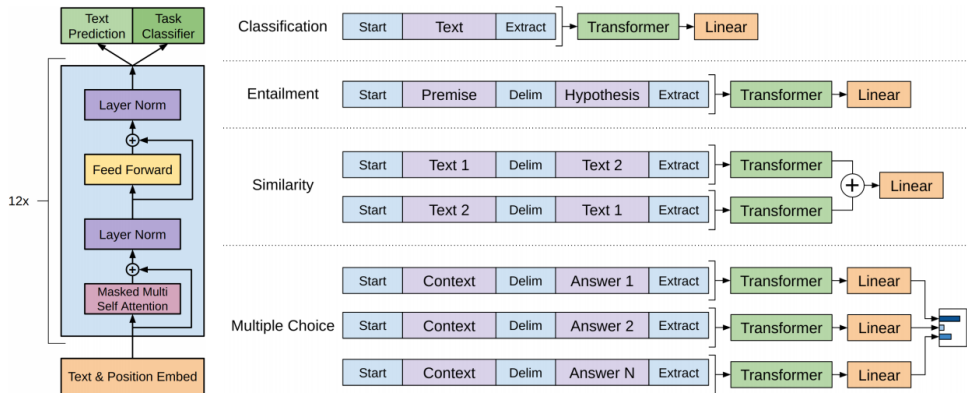 Text Prediction
Task Classifier
Layer Norm
+
Feed Forward
12x
Layer Norm
+
Masked Multi
Self Attention
Text & Position Embed
Classification Start Text Extract Transformer Linear
Entailment Start Premise Delim Hypothesis Extract Transformer Linear
Similarity
Start Text 1 Delim Text 2 Extract Transformer
+ Linear
Start Text 2 Delim Text 1 Extract Transformer
Multiple Choice
Start Context Delim Answer 1 Extract Transformer Linear
Start Context Delim Answer 2 Extract Transformer Linear
Start Context Delim Answer N Extract Transformer Linear